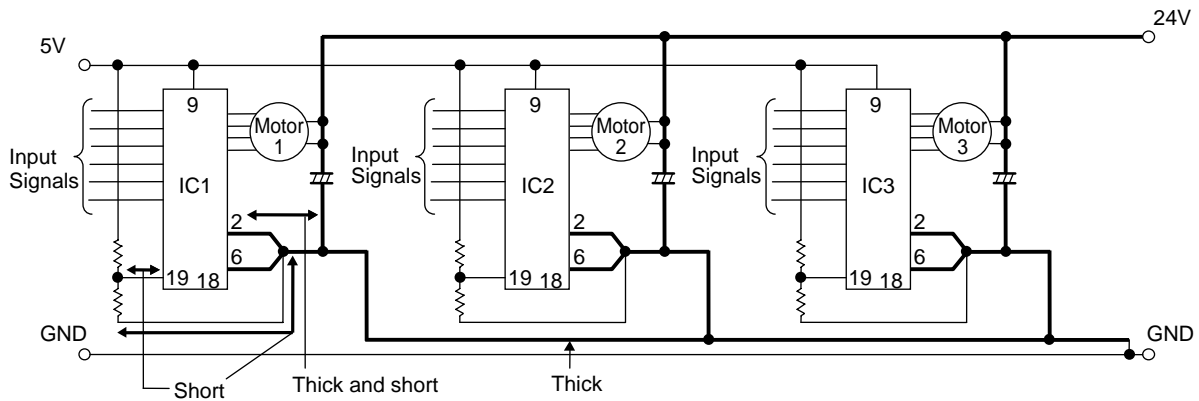 24V
5V
9
9
9
Motor
1
Motor
2
Motor
3
Input
Signals
Input
Signals
Input
Signals
IC1
IC2
IC3
2
2
2
6
6
6
19 18
19 18
19 18
GND
GND
Short
Thick and short
Thick